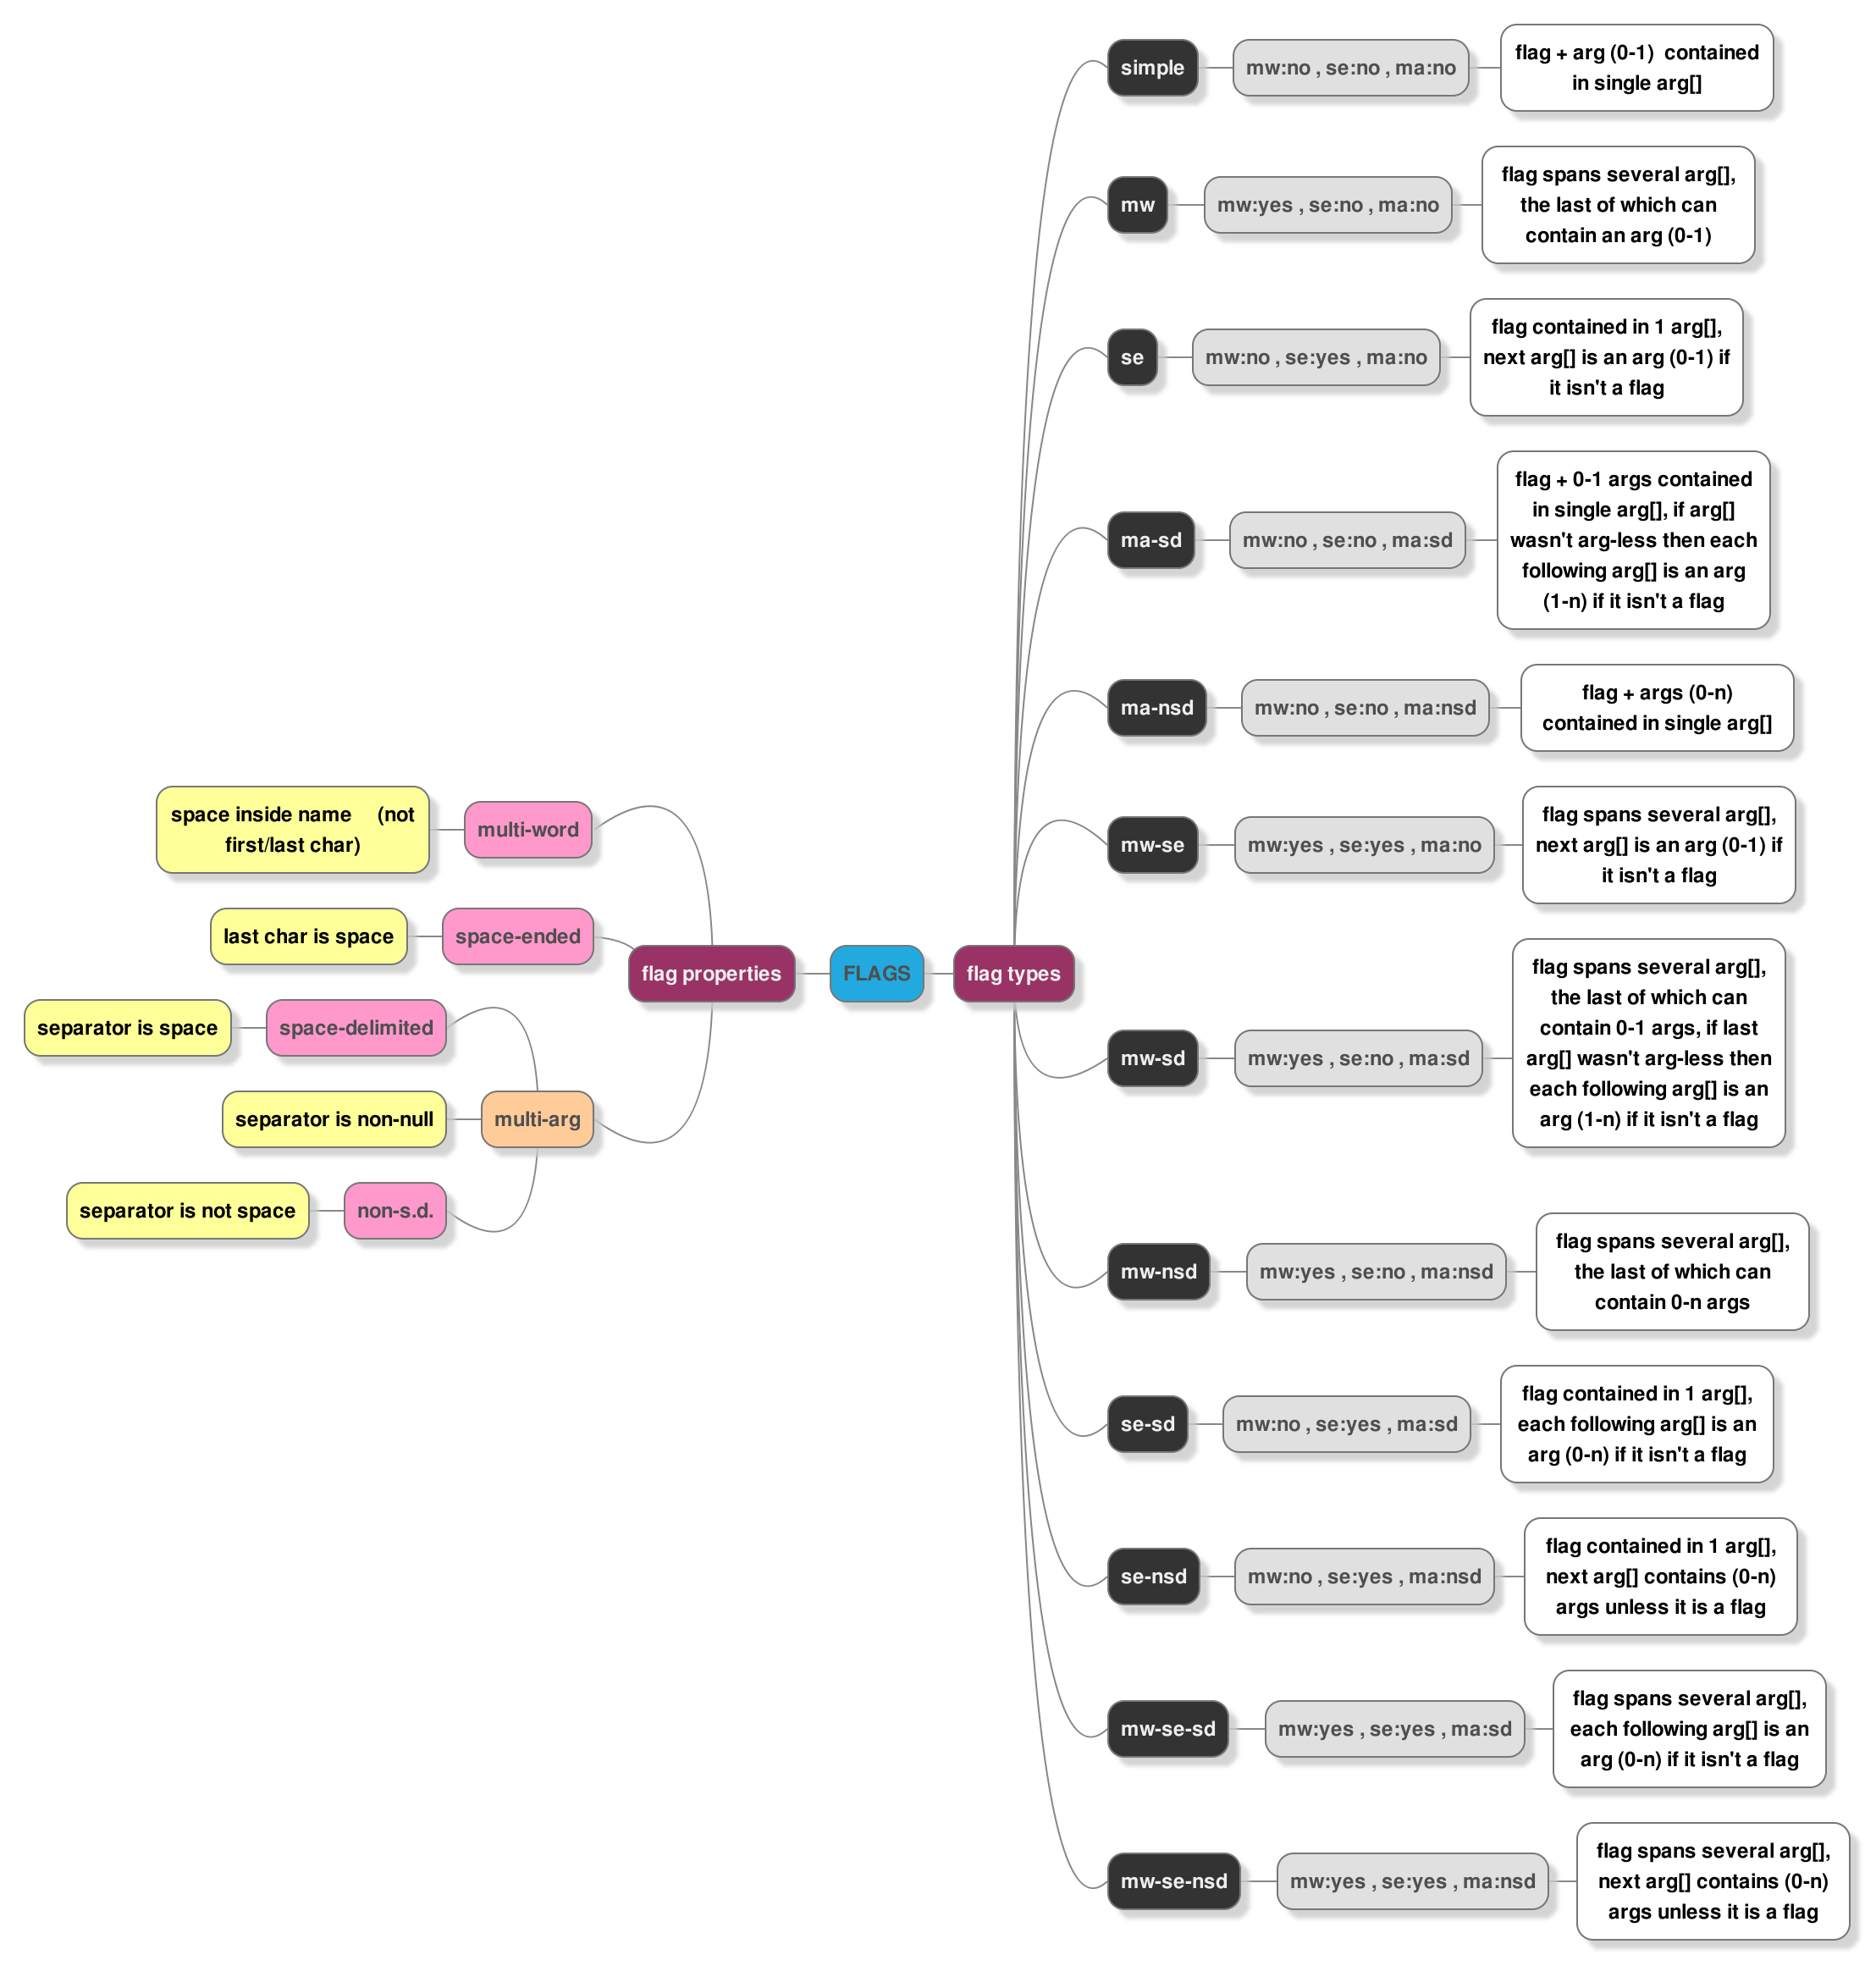 FLAGS
flag properties
multi-word
space inside name     (not
first/last char)
space-ended
last char is space
multi-arg
space-delimited
separator is space
separator is non-null
non-s.d.
separator is not space
flag types
simple
mw:no , se:no , ma:no
flag + arg (0-1)  contained
in single arg[]
mw
mw:yes , se:no , ma:no
flag spans several arg[],
the last of which can
contain an arg (0-1)
se
mw:no , se:yes , ma:no
flag contained in 1 arg[],
next arg[] is an arg (0-1) if
it isn't a flag
ma-sd
mw:no , se:no , ma:sd
flag + 0-1 args contained
in single arg[], if arg[]
wasn't arg-less then each
following arg[] is an arg
(1-n) if it isn't a flag
ma-nsd
mw:no , se:no , ma:nsd
flag + args (0-n)
contained in single arg[]
mw-se
mw:yes , se:yes , ma:no
flag spans several arg[],
next arg[] is an arg (0-1) if
it isn't a flag
mw-sd
mw:yes , se:no , ma:sd
flag spans several arg[],
the last of which can
contain 0-1 args, if last
arg[] wasn't arg-less then
each following arg[] is an
arg (1-n) if it isn't a flag
mw-nsd
mw:yes , se:no , ma:nsd
flag spans several arg[],
the last of which can
contain 0-n args
se-sd
mw:no , se:yes , ma:sd
flag contained in 1 arg[],
each following arg[] is an
arg (0-n) if it isn't a flag
se-nsd
mw:no , se:yes , ma:nsd
flag contained in 1 arg[],
next arg[] contains (0-n)
args unless it is a flag
mw-se-sd
mw:yes , se:yes , ma:sd
flag spans several arg[],
each following arg[] is an
arg (0-n) if it isn't a flag
mw-se-nsd
mw:yes , se:yes , ma:nsd
flag spans several arg[],
next arg[] contains (0-n)
args unless it is a flag